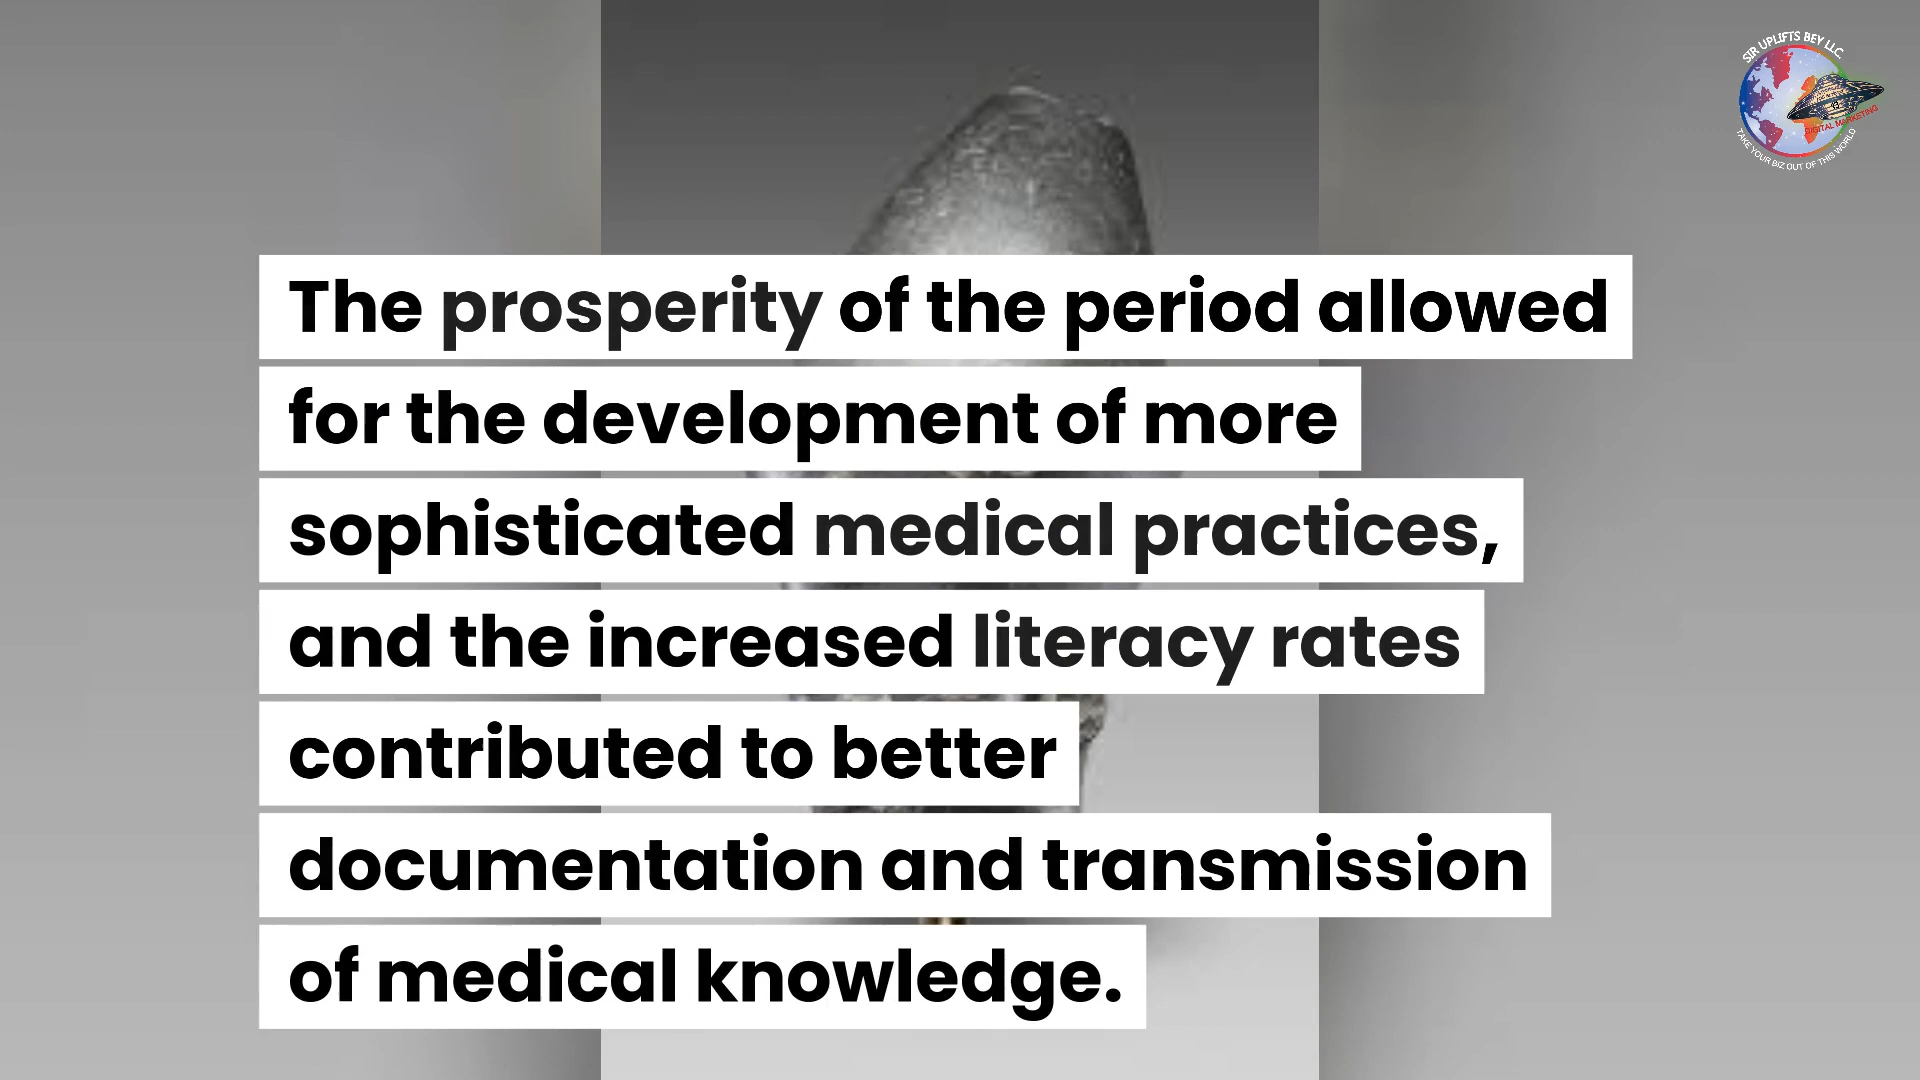 SIR UPLIFTS BEY LLC.
DIGITAL MARKETING
TAKE YOUR BIZ OUT OF THIS WORLD
The prosperity of the period allowed
for the development of more
sophisticated medical practices,
and the increased literacy rates
contributed to better
documentation and transmission
of medical knowledge.